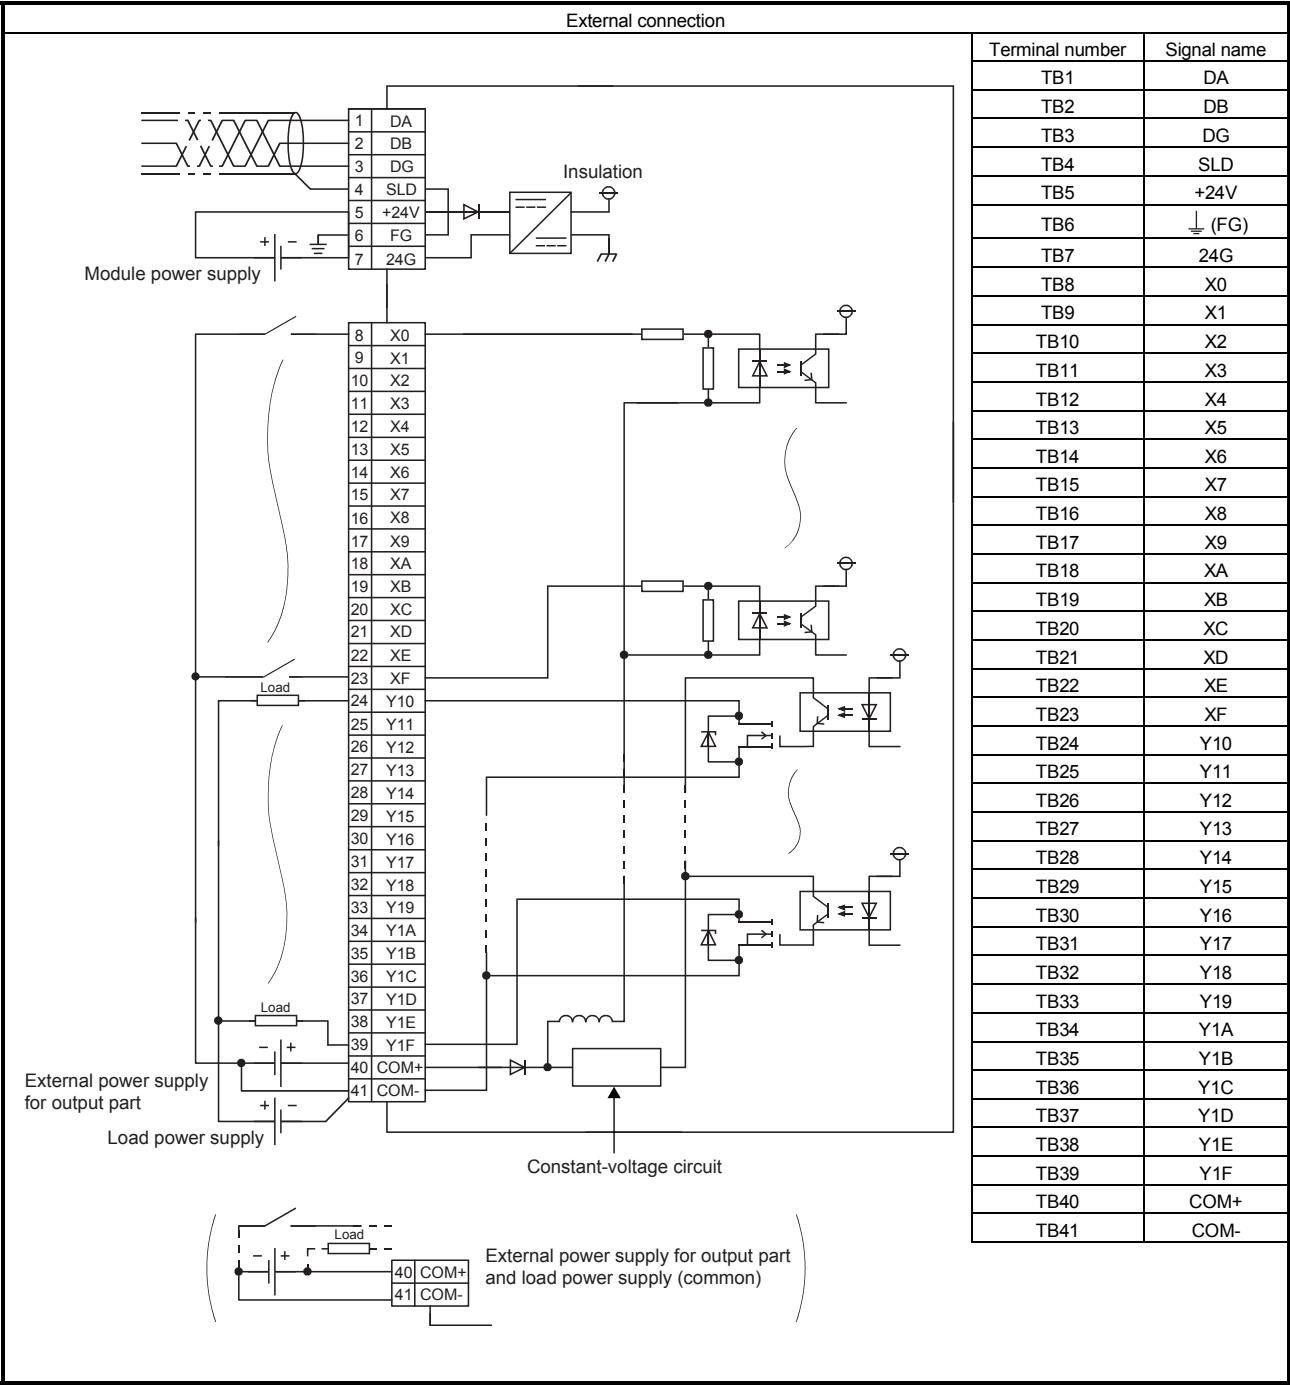 External connection
Terminal number Signal name
TB1 DA
TB2 DB
TB3 DG
TB4 SLD
TB5 +24V
TB6 (FG)
TB7 24G
TB8 X0
TB9 X1
TB10 X2
TB11 X3
TB12 X4
TB13 X5
TB14 X6
TB15 X7
TB16 X8
TB17 X9
TB18 XA
TB19 XB
TB20 XC
TB21 XD
TB22 XE
TB23 XF
TB24 Y10
TB25 Y11
TB26 Y12
TB27 Y13
TB28 Y14
TB29 Y15
TB30 Y16
TB31 Y17
TB32 Y18
TB33 Y19
TB34 Y1A
TB35 Y1B
TB36 Y1C
TB37 Y1D
TB38 Y1E
TB39 Y1F
TB40 COM+
TB41 COM-
1 DA
2 DB
3 DG
4 SLD
5 +24V
6 FG
7 24G
Insulation
+ −
Module power supply
8 X0
9 X1
10 X2
11 X3
12 X4
13 X5
14 X6
15 X7
16 X8
17 X9
18 XA
19 XB
20 XC
21 XD
22 XE
23 XF
Load
24 Y10
25 Y11
26 Y12
27 Y13
28 Y14
29 Y15
30 Y16
31 Y17
32 Y18
33 Y19
34 Y1A
35 Y1B
36 Y1C
37 Y1D
38 Y1E
39 Y1F
40 COM+
41 COM-
Load
− +
External power supply
for output part
+ −
Load power supply
Constant-voltage circuit
Load
− +
40 COM+
41 COM-
External power supply for output part
and load power supply (common)